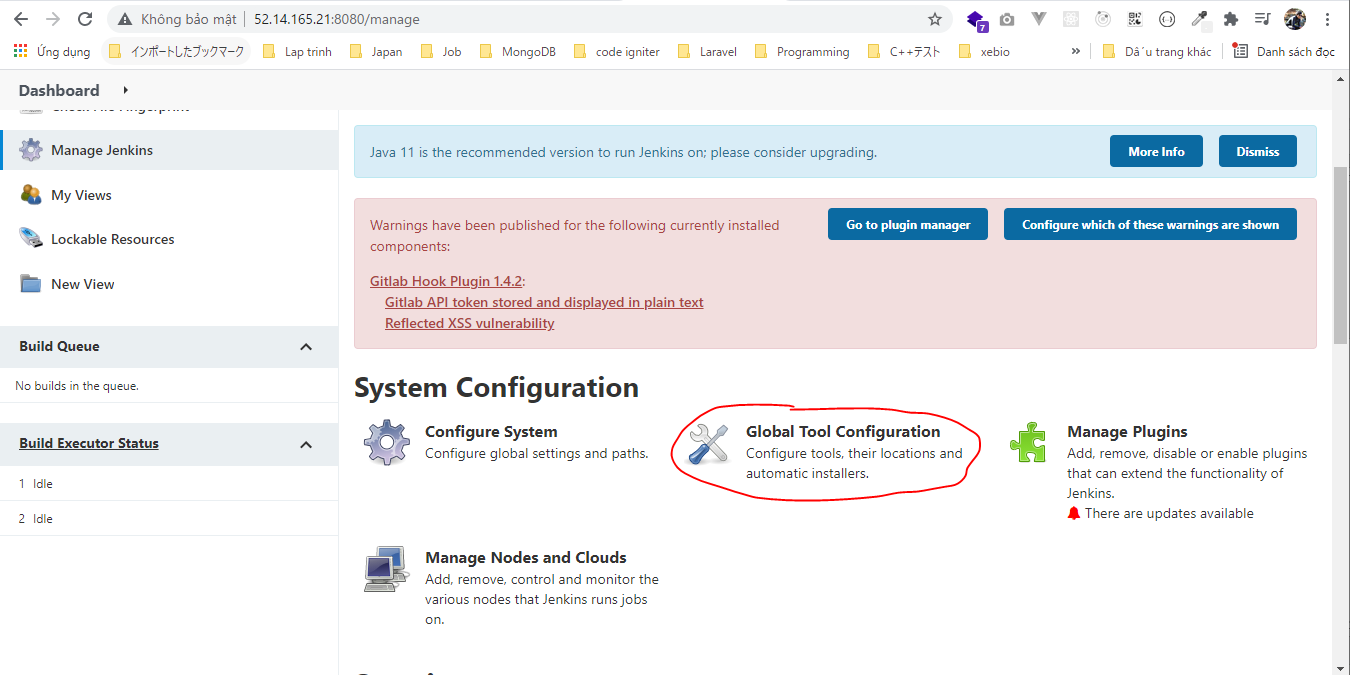 Không bảo mật | 52.14.165.21:8080/manage
7
Ứng dụng インポートしたブックマーク Lap trinh Japan Job MongoDB code igniter Laravel Programming C++テスト xebio » Dấu trang khác Danh sách đọc
Dashboard
Check File Fingerprint
Manage Jenkins
My Views
Lockable Resources
New View
Build Queue
No builds in the queue.
Build Executor Status
1 Idle
2 Idle
Java 11 is the recommended version to run Jenkins on; please consider upgrading.
More Info
Dismiss
Warnings have been published for the following currently installed
components:
Go to plugin manager
Configure which of these warnings are shown
Gitlab Hook Plugin 1.4.2:
Gitlab API token stored and displayed in plain text
Reflected XSS vulnerability
System Configuration
Configure System
Configure global settings and paths.
Global Tool Configuration
Configure tools, their locations and
automatic installers.
Manage Plugins
Add, remove, disable or enable plugins
that can extend the functionality of
Jenkins.
There are updates available
Manage Nodes and Clouds
Add, remove, control and monitor the
various nodes that Jenkins runs jobs
on.